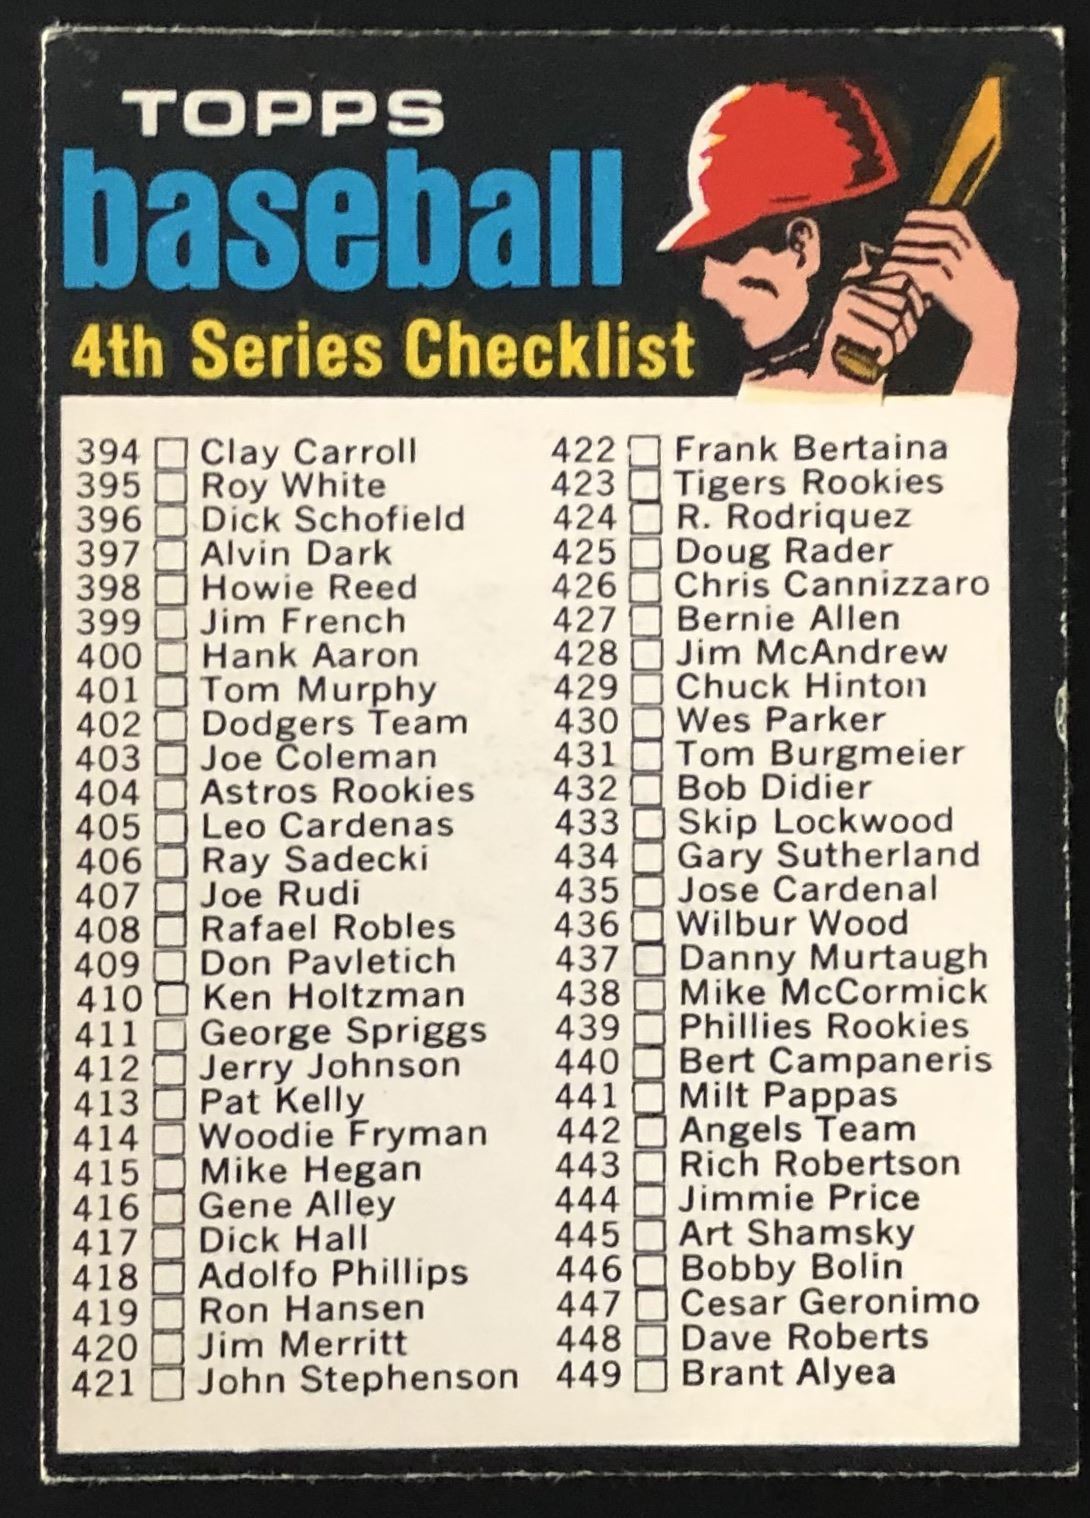 TOPPS
baseball
4th Series Checklist
394 Clay Carroll
395 Roy White
396 Dick Schofield
397 Alvin Dark
398 Howie Reed
399 Jim French
400 Hank Aaron
401 Tom Murphy
402 Dodgers Team
403 Joe Coleman
404 Astros Rookies
405 Leo Cardenas
406 Ray Sadecki
407 Joe Rudi
408 Rafael Robles
409 Don Pavletich
410 Ken Holtzman
411 George Spriggs
412 Jerry Johnson
413 Pat Kelly
414 Woodie Fryman
415 Mike Hegan
416 Gene Alley
417 Dick Hall
418 Adolfo Phillips
419 Ron Hansen
420 Jim Merritt
421 John Stephenson
422 Frank Bertaina
423 Tigers Rookies
424 R. Rodriquez
425 Doug Rader
426 Chris Cannizzaro
427 Bernie Allen
428 Jim McAndrew
429 Chuck Hinton
430 Wes Parker
431 Tom Burgmeier
432 Bob Didier
433 Skip Lockwood
434 Gary Sutherland
435 Jose Cardenal
436 Wilbur Wood
437 Danny Murtaugh
438 Mike McCormick
439 Phillies Rookies
440 Bert Campaneris
441 Milt Pappas
442 Angels Team
443 Rich Robertson
444 Jimmie Price
445 Art Shamsky
446 Bobby Bolin
447 Cesar Geronimo
448 Dave Roberts
449 Brant Alyea